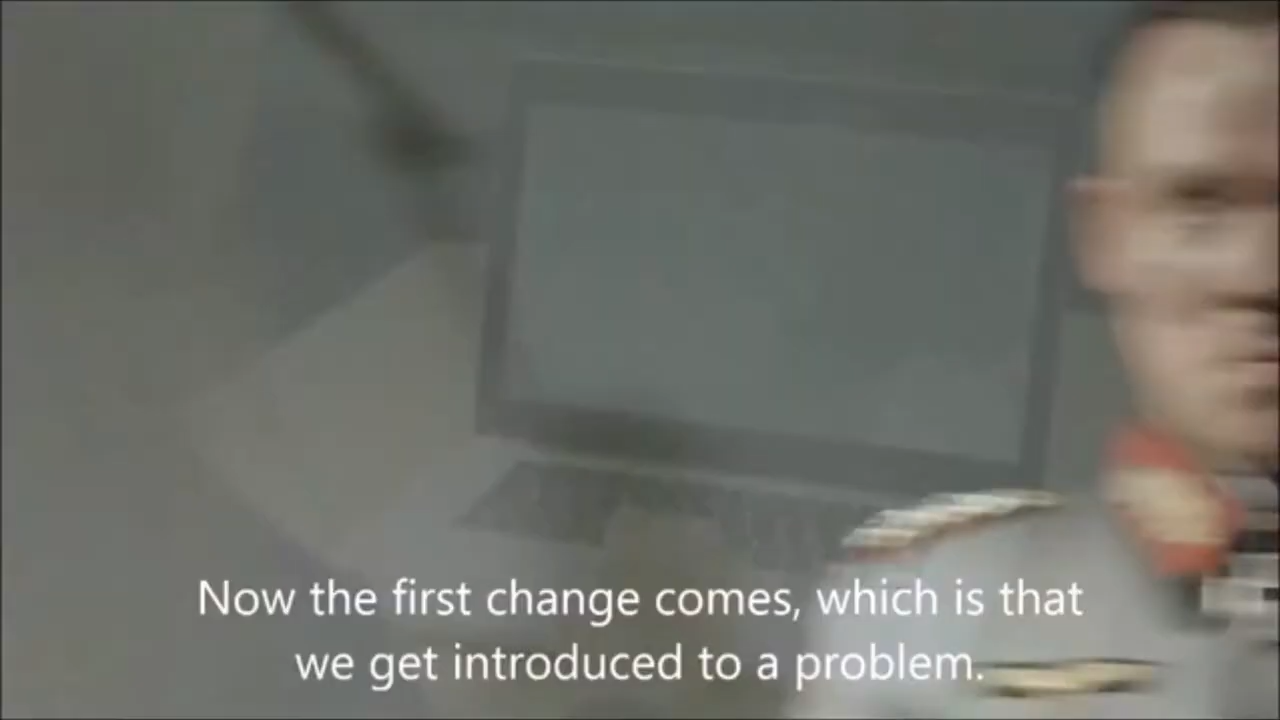 Now the first change comes, which is that
we get introduced to a problem.